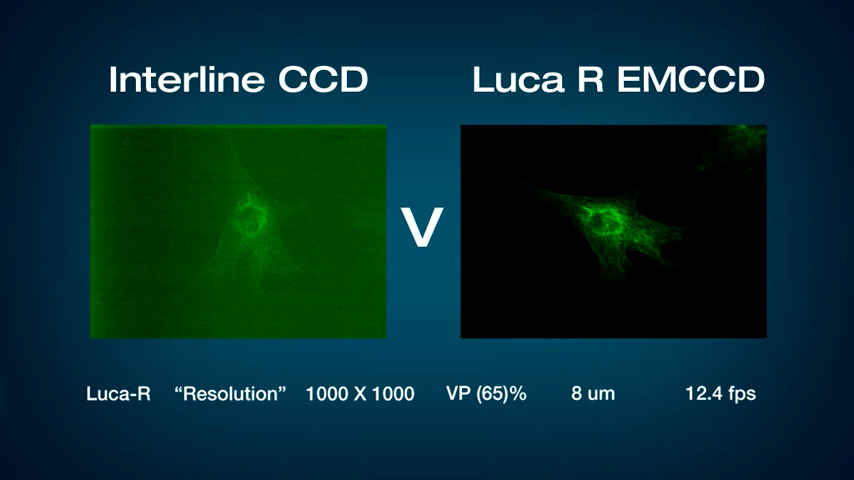 Interline CCD
Luca R EMCCD
V
Luca-R “Resolution” 1000 X 1000 VP (65)% 8 um 12.4 fps